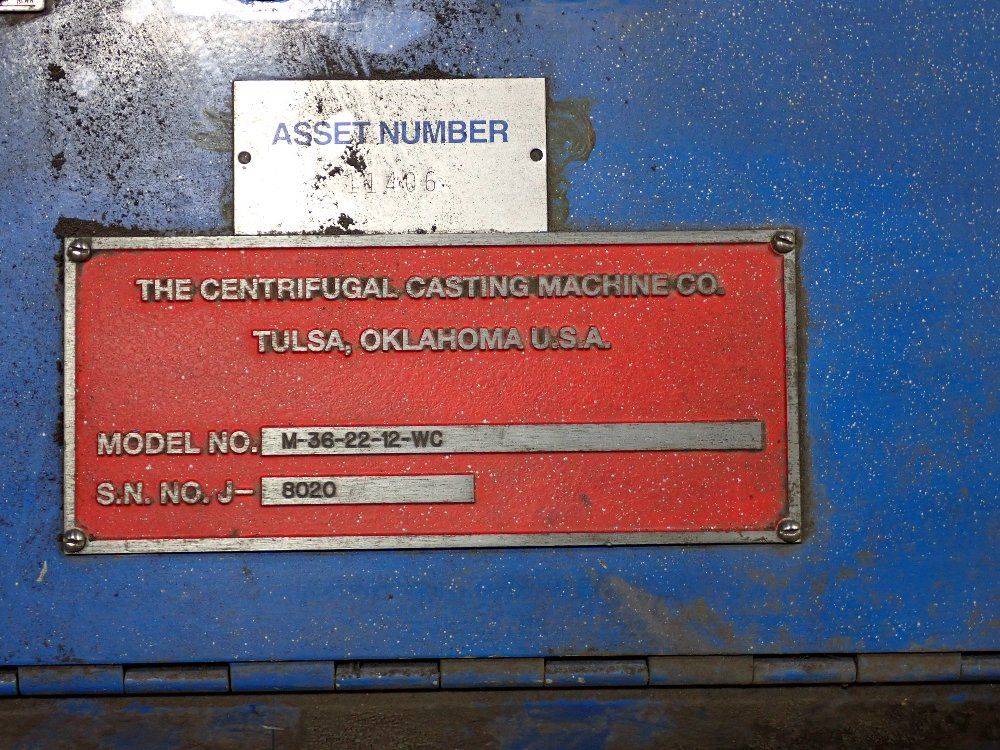 ASSET NUMBER
THE CENTRIFUGAL CASTING MACHINE CO.
TULSA, OKLAHOMA U.S.A.
MODEL NO. M-36-22-12-WC
S.N. NO. J- 8020